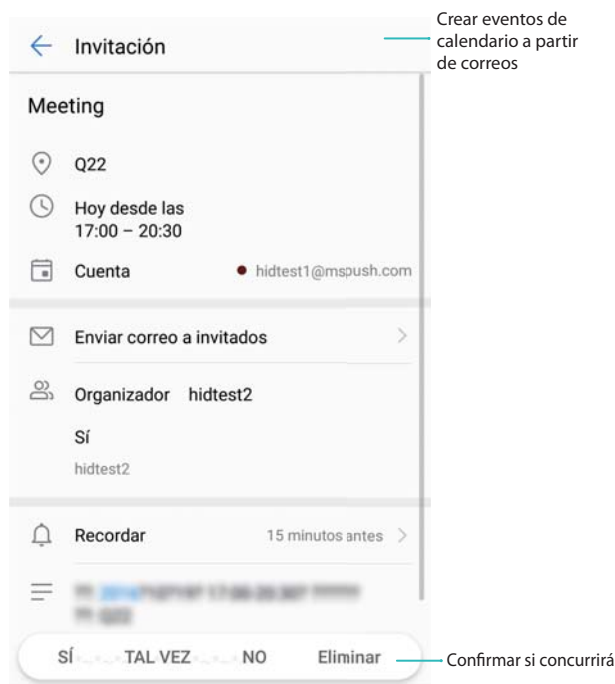 Crear eventos de
calendario a partir
de correos
Invitación
Meeting
Q22
Hoy desde las
17:00 – 20:30
Cuenta hidtest1@mspush.com
Enviar correo a invitados
Organizador hidtest2
Sí
hidtest2
Recordar 15 minutos antes
SÍ TAL VEZ NO Eliminar
Confirmar si concurrirá